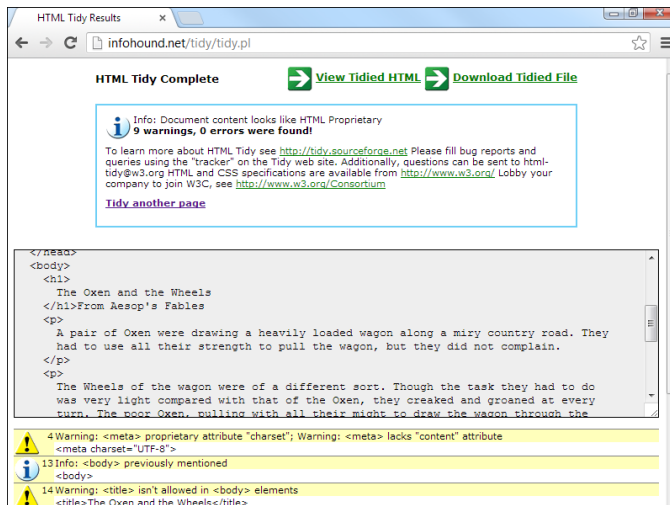 HTML Tidy Results
infohound.net/tidy/tidy.pl
HTML Tidy Complete
View Tidied HTML
Download Tidied File
Info: Document content looks like HTML Proprietary
9 warnings, 0 errors were found!
To learn more about HTML Tidy see http://tidy.sourceforge.net Please fill bug reports and
queries using the "tracker" on the Tidy web site. Additionally, questions can be sent to html-
tidy@w3.org HTML and CSS specifications are available from http://www.w3.org/ Lobby your
company to join W3C, see http://www.w3.org/Consortium
Tidy another page
</head>
<body>
<h1>
The Oxen and the Wheels
</h1>From Aesop's Fables
<p>
A pair of Oxen were drawing a heavily loaded wagon along a miry country road. They
had to use all their strength to pull the wagon, but they did not complain.
</p>
<p>
The Wheels of the wagon were of a different sort. Though the task they had to do
was very light compared with that of the Oxen, they creaked and groaned at every
turn. The poor Oxen, pulling with all their might to draw the wagon through the
4 Warning: <meta> proprietary attribute "charset"; Warning: <meta> lacks "content" attribute
<meta charset="UTF-8">
13 Info: <body> previously mentioned
<body>
14 Warning: <title> isn't allowed in <body> elements
<title>The Oxen and the Wheels</title>